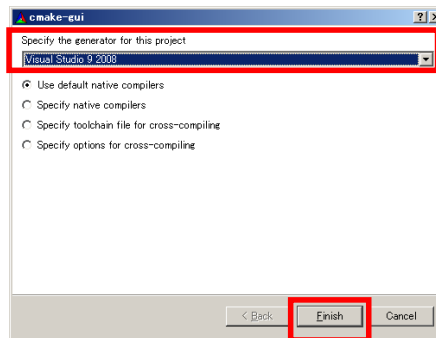 cmake-gui
Specify the generator for this project
Visual Studio 9 2008
Use default native compilers
Specify native compilers
Specify toolchain file for cross-compiling
Specify options for cross-compiling
< Back Finish Cancel